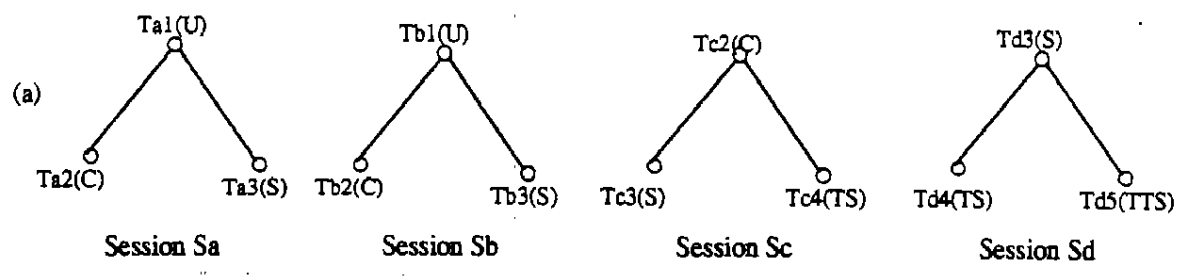 Ta1(U) Tb1(U) Tc2(C) Td3(S)
(a)
Ta2(C) Ta3(S) Tb2(C) Tb3(S) Tc3(S) Tc4(TS) Td4(TS) Td5(TTS)
Session Sa Session Sb Session Sc Session Sd